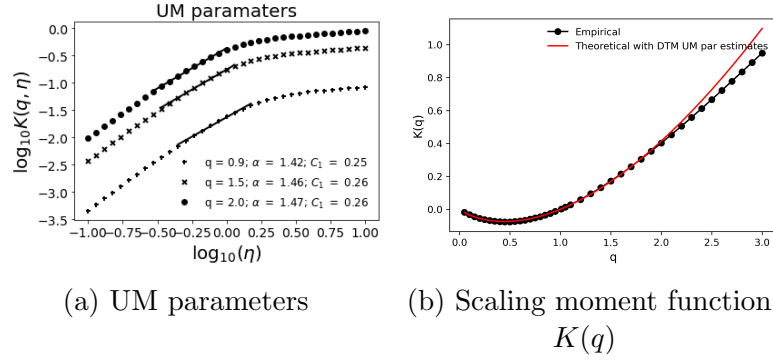 UM paramaters
log₁₀K(q, η)
0.0
−0.5
−1.0
−1.5
−2.0
−2.5
−3.0
−3.5
q = 0.9; α = 1.42; C₁ = 0.25
q = 1.5; α = 1.46; C₁ = 0.26
q = 2.0; α = 1.47; C₁ = 0.26
−1.00 −0.75 −0.50 −0.25 0.00 0.25 0.50 0.75 1.00
log₁₀(η)
(a) UM parameters
Empirical
Theoretical with DTM UM par estimates
K(q)
1.0
0.8
0.6
0.4
0.2
0.0
0.0 0.5 1.0 1.5 2.0 2.5 3.0
q
(b) Scaling moment function
K(q)